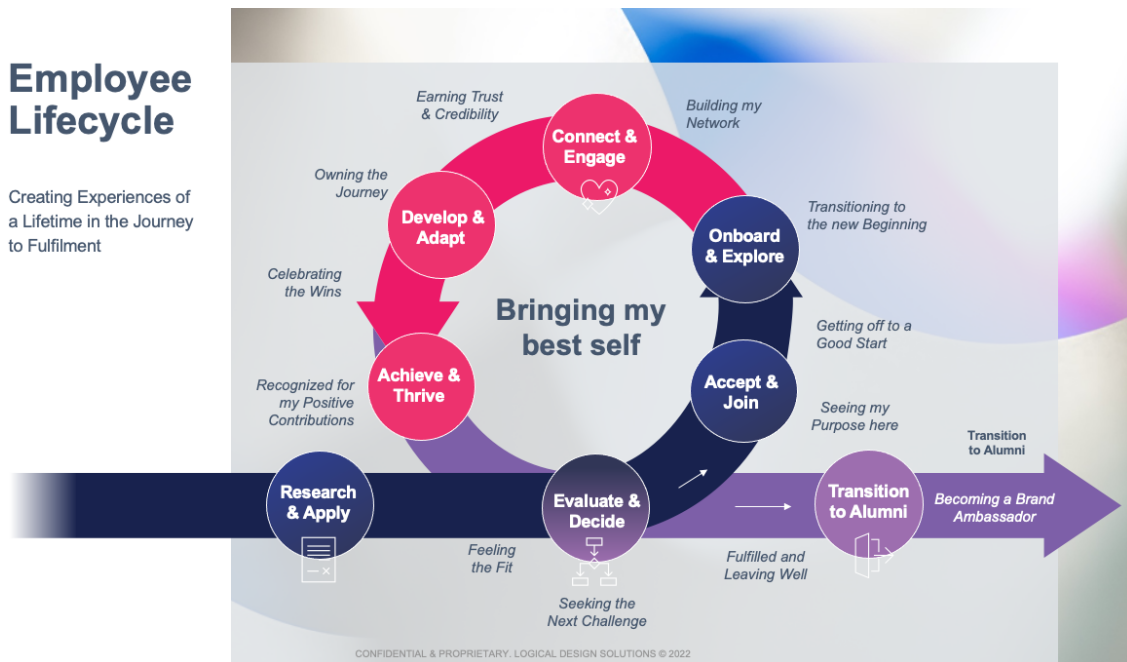 Employee
Lifecycle
Creating Experiences of
a Lifetime in the Journey
to Fulfilment
Earning Trust
& Credibility
Connect &
Engage
Building my
Network
Owning the
Journey
Develop &
Adapt
Onboard
& Explore
Transitioning to
the new Beginning
Celebrating
the Wins
Bringing my
best self
Getting off to a
Good Start
Achieve &
Thrive
Accept &
Join
Recognized for
my Positive
Contributions
Seeing my
Purpose here
Transition
to Alumni
Research
& Apply
Evaluate &
Decide
Transition
to Alumni
Becoming a Brand
Ambassador
Feeling
the Fit
Fulfilled and
Leaving Well
Seeking the
Next Challenge
CONFIDENTIAL & PROPRIETARY. LOGICAL DESIGN SOLUTIONS © 2022